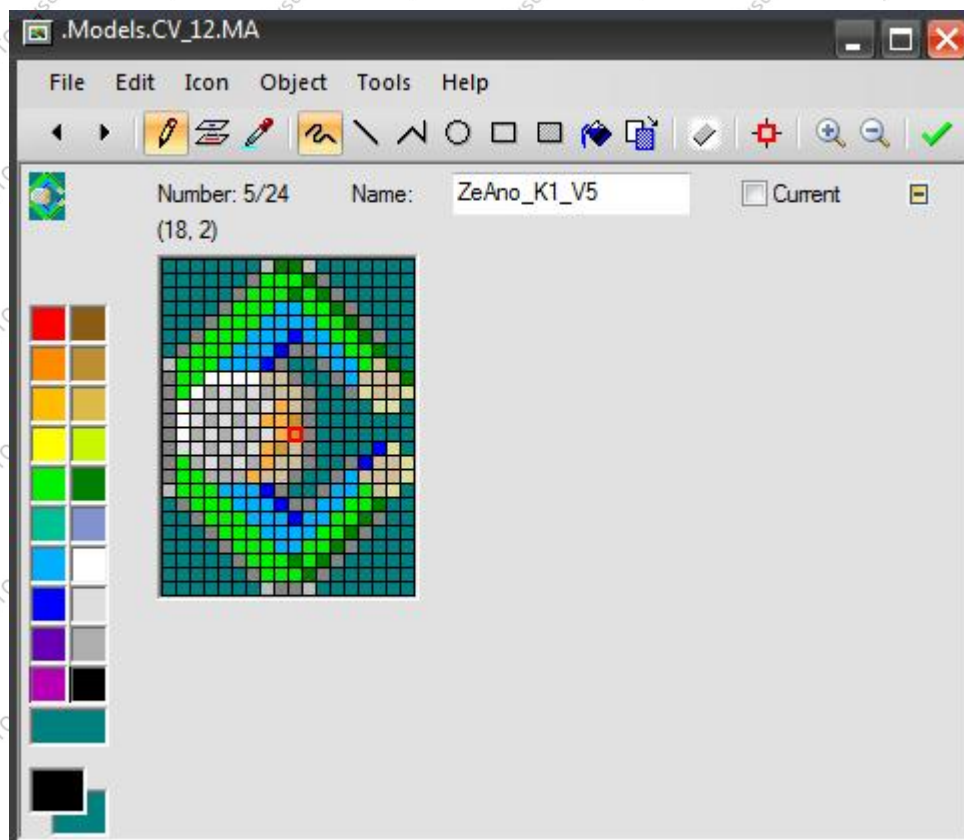 .Models.CV_12.MA
File Edit Icon Object Tools Help
Number: 5/24 Name: ZeAno_K1_V5 Current
(18, 2)